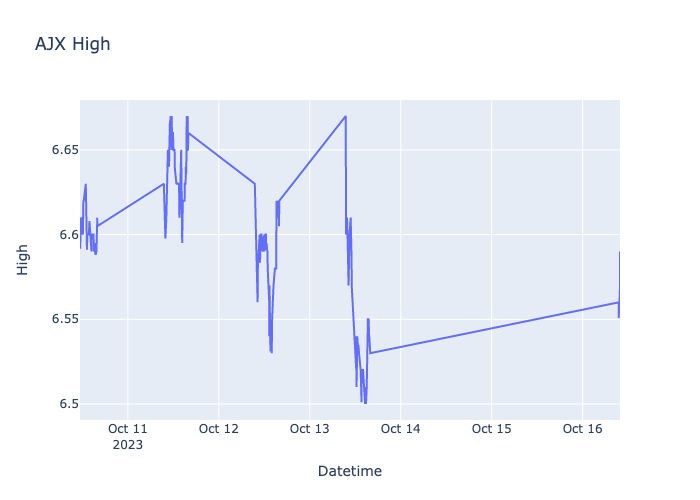 AJX High
6.65
6.6
6.55
6.5
High
Oct 11
2023
Oct 12
Oct 13
Oct 14
Oct 15
Oct 16
Datetime